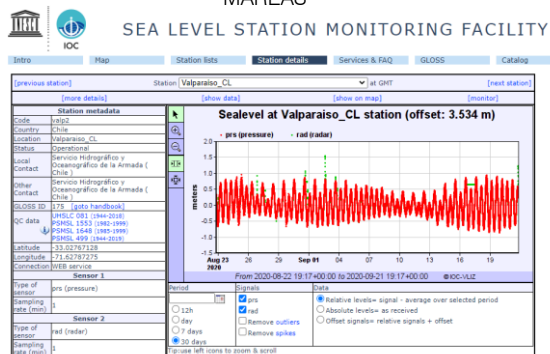 MAREAS
IOC
SEA LEVEL STATION MONITORING FACILITY
Intro Map Station lists Station details Services & FAQ GLOSS Catalog
[previous station] Station Valparaiso_CL at GMT [next station]
[more details] [show data] [show on map] [monitor]
Station metadata
Code valp2
Country Chile
Location Valparaiso_CL
Status Operational
Local Contact Servicio Hidrográfico y
Oceanográfico de la Armada (
Chile )
Other Contact Servicio Hidrográfico y
Oceanográfico de la Armada (
Chile )
GLOSS ID 175 [goto handbook]
QC data UHSLC 081 (1944-2018)
PSMSL 1553 (1982-1999)
PSMSL 1648 (1985-1999)
PSMSL 499 (1944-2019)
Latitude -33.02767128
Longitude -71.62787275
Connection WEB service
Sensor 1
Type of sensor prs (pressure)
Sampling rate (min) 1
Sensor 2
Type of sensor rad (radar)
Sampling rate (min) 1
Sealevel at Valparaiso_CL station (offset: 3.534 m)
prs (pressure) rad (radar)
meters
2.0
1.5
1.0
0.5
0.0
-0.5
-1.0
-1.5
Aug 23 26 29 Sep 01 04 07 10 13 16 19
2020
From 2020-08-22 19:17+00:00 to 2020-09-21 19:17+00:00 ©IOC-VLIZ
Period Signals Data
12h
day
7 days
30 days
prs
rad
Remove outliers
Remove spikes
Relative levels= signal - average over selected period
Absolute levels= as received
Offset signals= relative signals + offset
Tip:use left icons to zoom & scroll